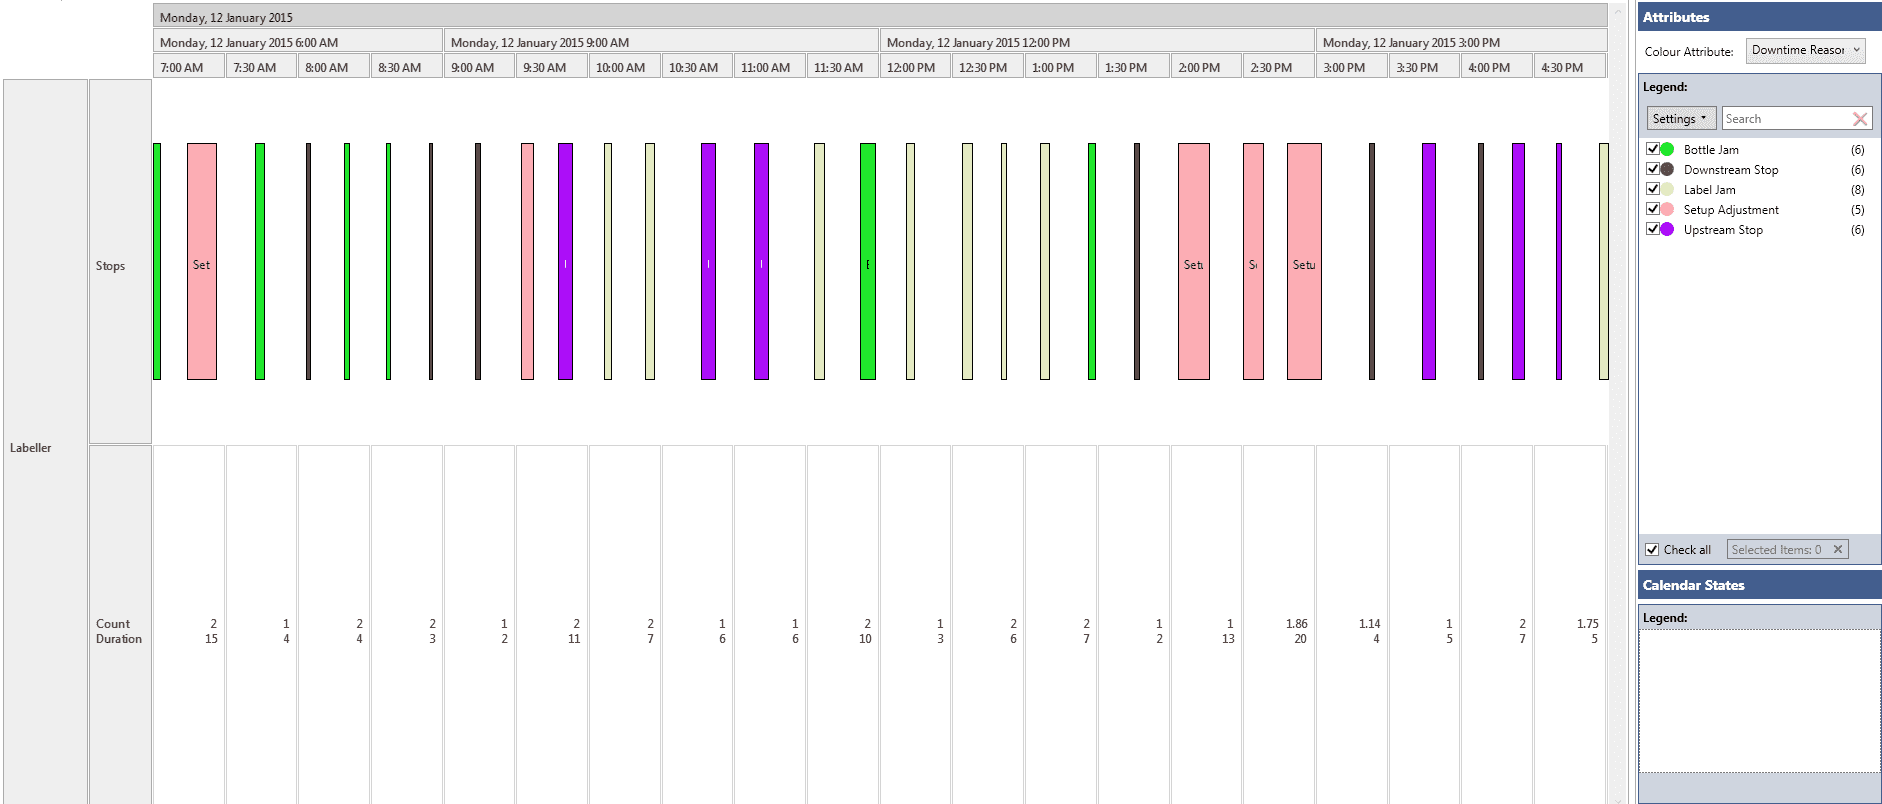 Monday, 12 January 2015
Monday, 12 January 2015 6:00 AM Monday, 12 January 2015 9:00 AM Monday, 12 January 2015 12:00 PM Monday, 12 January 2015 3:00 PM
7:00 AM 7:30 AM 8:00 AM 8:30 AM 9:00 AM 9:30 AM 10:00 AM 10:30 AM 11:00 AM 11:30 AM 12:00 PM 12:30 PM 1:00 PM 1:30 PM 2:00 PM 2:30 PM 3:00 PM 3:30 PM 4:00 PM 4:30 PM
Labeller
Stops
Set Setu Se Setu
Count 2 1 2 2 1 2 2 1 1 2 1 2 2 1 1 1.86 1.14 1 2 1.75
Duration 15 4 4 3 2 11 7 6 6 10 3 6 7 2 13 20 4 5 7 5
Attributes
Colour Attribute: Downtime Reasor
Legend:
Settings Search
Bottle Jam (6)
Downstream Stop (6)
Label Jam (8)
Setup Adjustment (5)
Upstream Stop (6)
Check all Selected Items: 0
Calendar States
Legend: